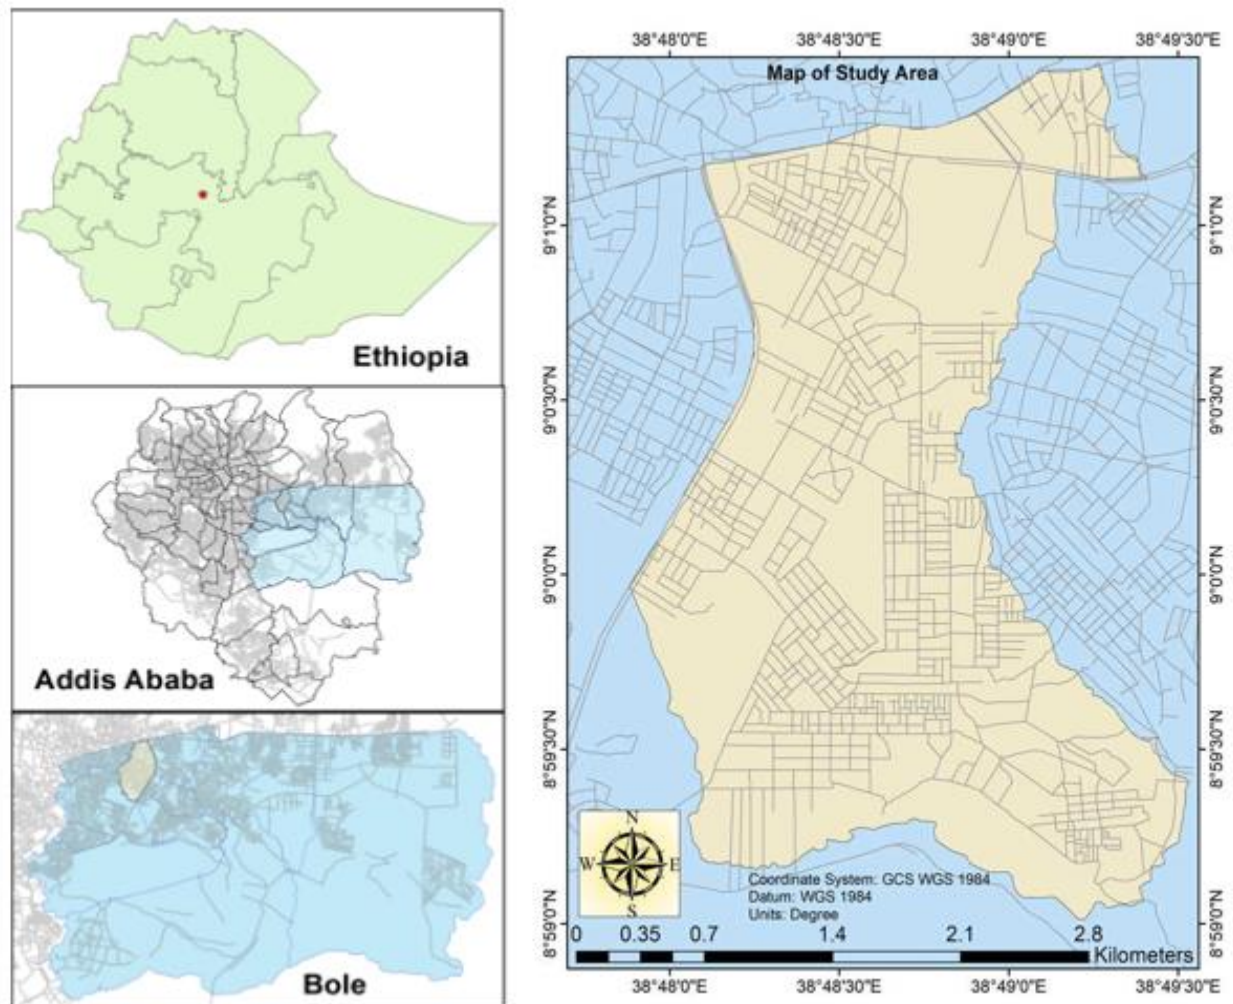 Ethiopia
Addis Ababa
Bole
38°48'0"E 38°48'30"E 38°49'0"E 38°49'30"E
Map of Study Area
9°1'0"N 9°1'0"N
9°0'30"N 9°0'30"N
9°0'0"N 9°0'0"N
8°59'30"N 8°59'30"N
8°59'0"N 8°59'0"N
N
W E
S
Coordinate System: GCS WGS 1984
Datum: WGS 1984
Units: Degree
0 0.35 0.7 1.4 2.1 2.8
Kilometers
38°48'0"E 38°48'30"E 38°49'0"E 38°49'30"E